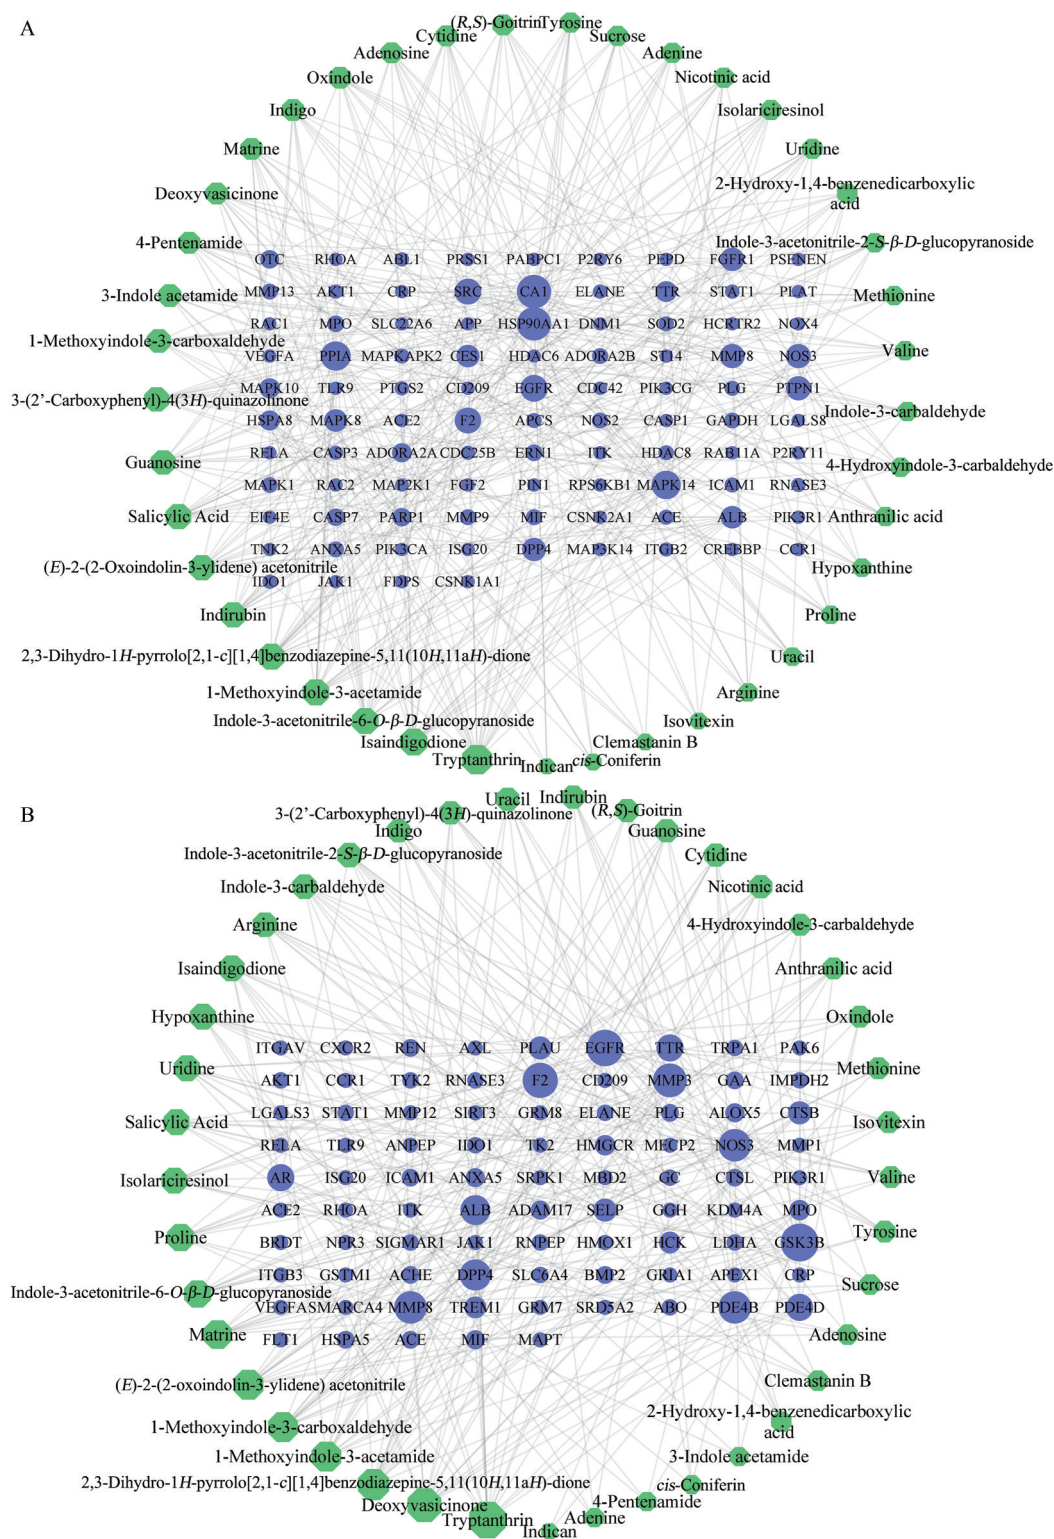 A
(R,S)-Goitrin
Tyrosine
Cytidine
Sucrose
Adenosine
Adenine
Oxindole
Nicotinic acid
Indigo
Isolariciresinol
Matrine
Uridine
Deoxyvasicinone
2-Hydroxy-1,4-benzenedicarboxylic
acid
4-Pentenamide
Indole-3-acetonitrile-2-S-β-D-glucopyranoside
OTC RHOA ABL1 PRSS1 PABPC1 P2RY6 PEPD FGFR1 PSENEN
3-Indole acetamide
MMP13 AKT1 CRP SRC CA1 ELANE TTR STAT1 PLAT
Methionine
RAC1 MPO SLC22A6 APP HSP90AA1 DNM1 SOD2 HCRTR2 NOX4
1-Methoxyindole-3-carboxaldehyde
Valine
VEGFA PPIA MAPKAPK2 CES1 HDAC6 ADORA2B ST14 MMP8 NOS3
MAPK10 TLR9 PTGS2 CD209 EGFR CDC42 PIK3CG PLG PTPN1
3-(2’-Carboxyphenyl)-4(3H)-quinazolinone
Indole-3-carbaldehyde
HSPA8 MAPK8 ACE2 F2 APCS NOS2 CASP1 GAPDH LGALS8
RELA CASP3 ADORA2A CDC25B ERN1 ITK HDAC8 RAB11A P2RY11
Guanosine
4-Hydroxyindole-3-carbaldehyde
MAPK1 RAC2 MAP2K1 FGF2 PIN1 RPS6KB1 MAPK14 ICAM1 RNASE3
Salicylic Acid
Anthranilic acid
EIF4E CASP7 PARP1 MMP9 MIF CSNK2A1 ACE ALB PIK3R1
TNK2 ANXA5 PIK3CA ISG20 DPP4 MAP3K14 ITGB2 CREBBP CCR1
(E)-2-(2-Oxoindolin-3-ylidene) acetonitrile
Hypoxanthine
IDO1 JAK1 FDPS CSNK1A1
Indirubin
Proline
2,3-Dihydro-1H-pyrrolo[2,1-c][1,4]benzodiazepine-5,11(10H,11aH)-dione
Uracil
1-Methoxyindole-3-acetamide
Arginine
Indole-3-acetonitrile-6-O-β-D-glucopyranoside
Isovitexin
Isaindigodione
Clemastanin B
Tryptanthrin
Indican
cis-Coniferin
B
Uracil
Indirubin
3-(2’-Carboxyphenyl)-4(3H)-quinazolinone
(R,S)-Goitrin
Indigo
Guanosine
Indole-3-acetonitrile-2-S-β-D-glucopyranoside
Cytidine
Indole-3-carbaldehyde
Nicotinic acid
Arginine
4-Hydroxyindole-3-carbaldehyde
Isaindigodione
Anthranilic acid
Hypoxanthine
Oxindole
ITGAV CXCR2 REN AXL PLAU EGFR TTR TRPA1 PAK6
Uridine
Methionine
AKT1 CCR1 TYK2 RNASE3 F2 CD209 MMP3 GAA IMPDH2
LGALS3 STAT1 MMP12 SIRT3 GRM8 ELANE PLG ALOX5 CTSB
Salicylic Acid
Isovitexin
RELA TLR9 ANPEP IDO1 TK2 HMGCR MECP2 NOS3 MMP1
Isolariciresinol
Valine
AR ISG20 ICAM1 ANXA5 SRPK1 MBD2 GC CTSL PIK3R1
ACE2 RHOA ITK ALB ADAM17 SELP GGH KDM4A MPO
Proline
Tyrosine
BRDT NPR3 SIGMAR1 JAK1 RNPEP HMOX1 HCK LDHA GSK3B
ITGB3 GSTM1 ACHE DPP4 SLC6A4 BMP2 GRIA1 APEX1 CRP
Indole-3-acetonitrile-6-O-β-D-glucopyranoside
Sucrose
VEGFA SMARCA4 MMP8 TREM1 GRM7 SRD5A2 ABO PDE4B PDE4D
Matrine
Adenosine
FLT1 HSPA5 ACE MIF MAPT
(E)-2-(2-oxoindolin-3-ylidene) acetonitrile
Clemastanin B
1-Methoxyindole-3-carboxaldehyde
2-Hydroxy-1,4-benzenedicarboxylic
acid
1-Methoxyindole-3-acetamide
3-Indole acetamide
2,3-Dihydro-1H-pyrrolo[2,1-c][1,4]benzodiazepine-5,11(10H,11aH)-dione
cis-Coniferin
Deoxyvasicinone
4-Pentenamide
Tryptanthrin
Adenine
Indican